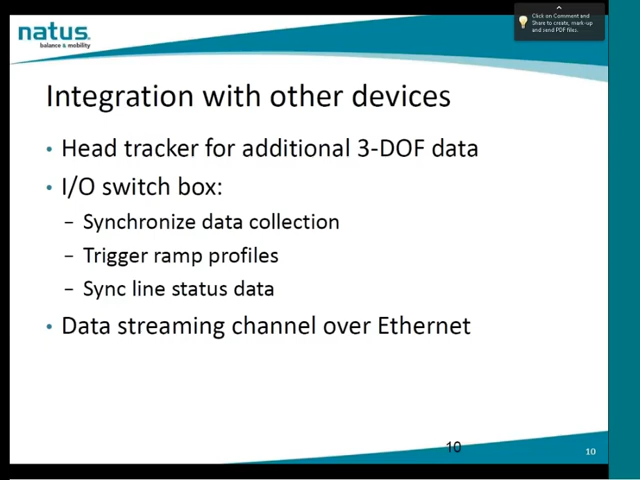 natus.
balance & mobility
Click on Comment and
Share to create, mark-up
and send PDF files.
Integration with other devices
• Head tracker for additional 3-DOF data
• I/O switch box:
– Synchronize data collection
– Trigger ramp profiles
– Sync line status data
• Data streaming channel over Ethernet
10
10